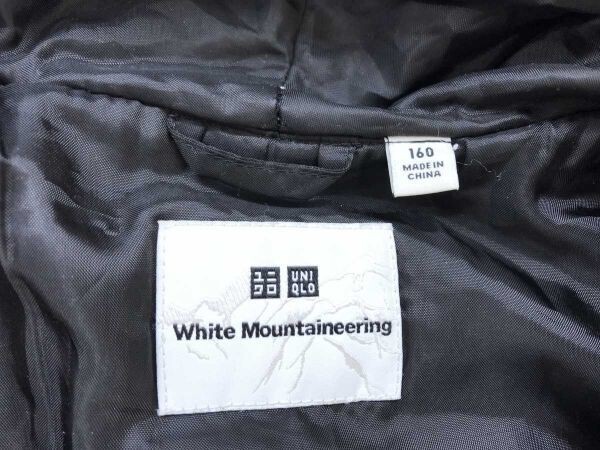 160
MADE IN
CHINA
ユニ UNI
クロ QLO
White Mountaineering